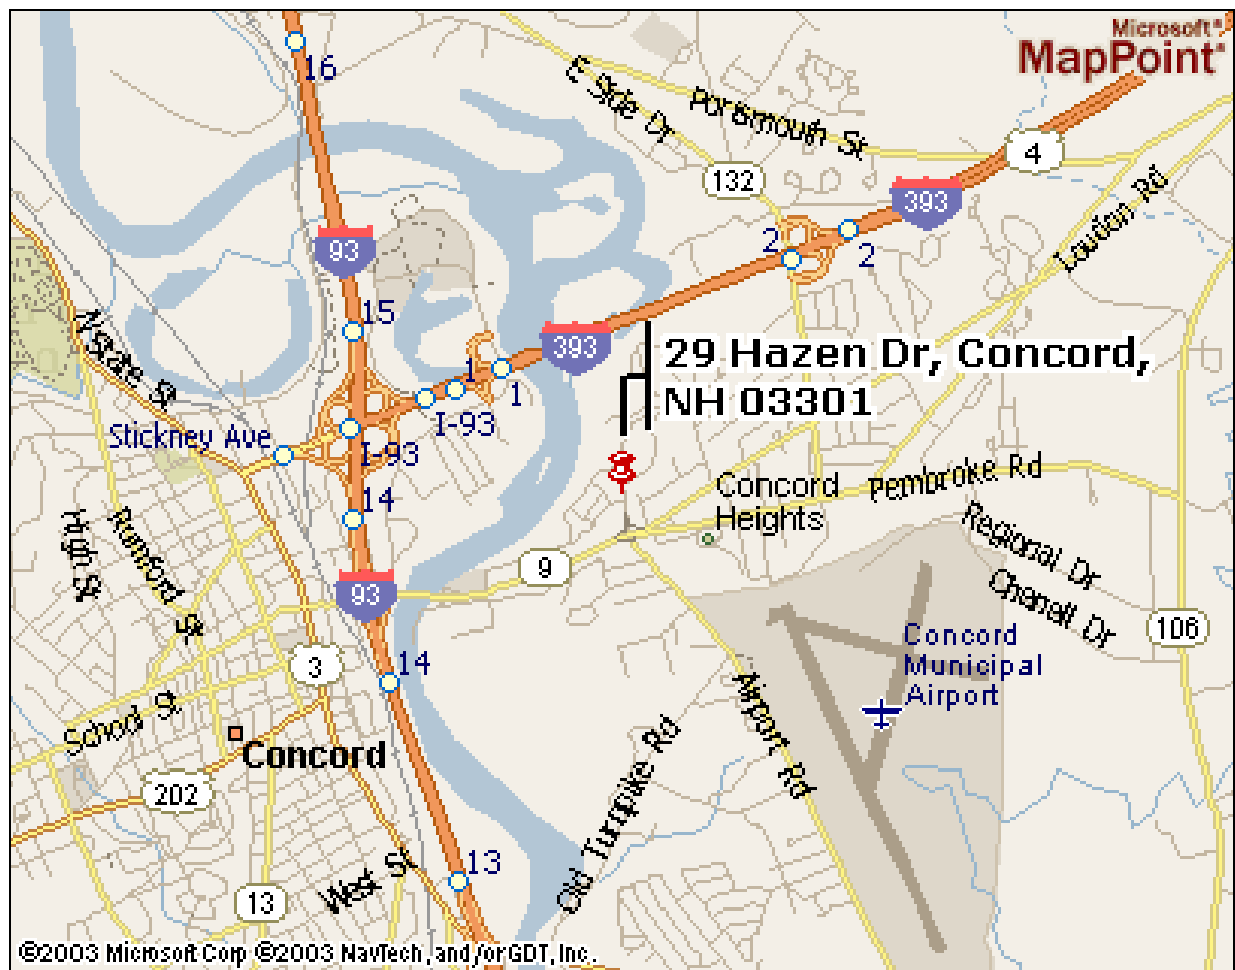 Microsoft®
MapPoint®
16
E Side Dr
Portsmouth St
4
132
393
Loudon Rd
93
2
2
15
N State St
393
29 Hazen Dr, Concord,
NH 03301
1
1
I-93
Stickney Ave
I-93
14
Pembroke Rd
Concord
Heights
High St
Rumford St
Regional Dr
9
93
Chenell Dr
106
Concord
Municipal
Airport
3
14
School St
Airport Rd
Old Turnpike Rd
Concord
202
West St
13
13
©2003 Microsoft Corp ©2003 NavTech, and/or GDT, Inc.